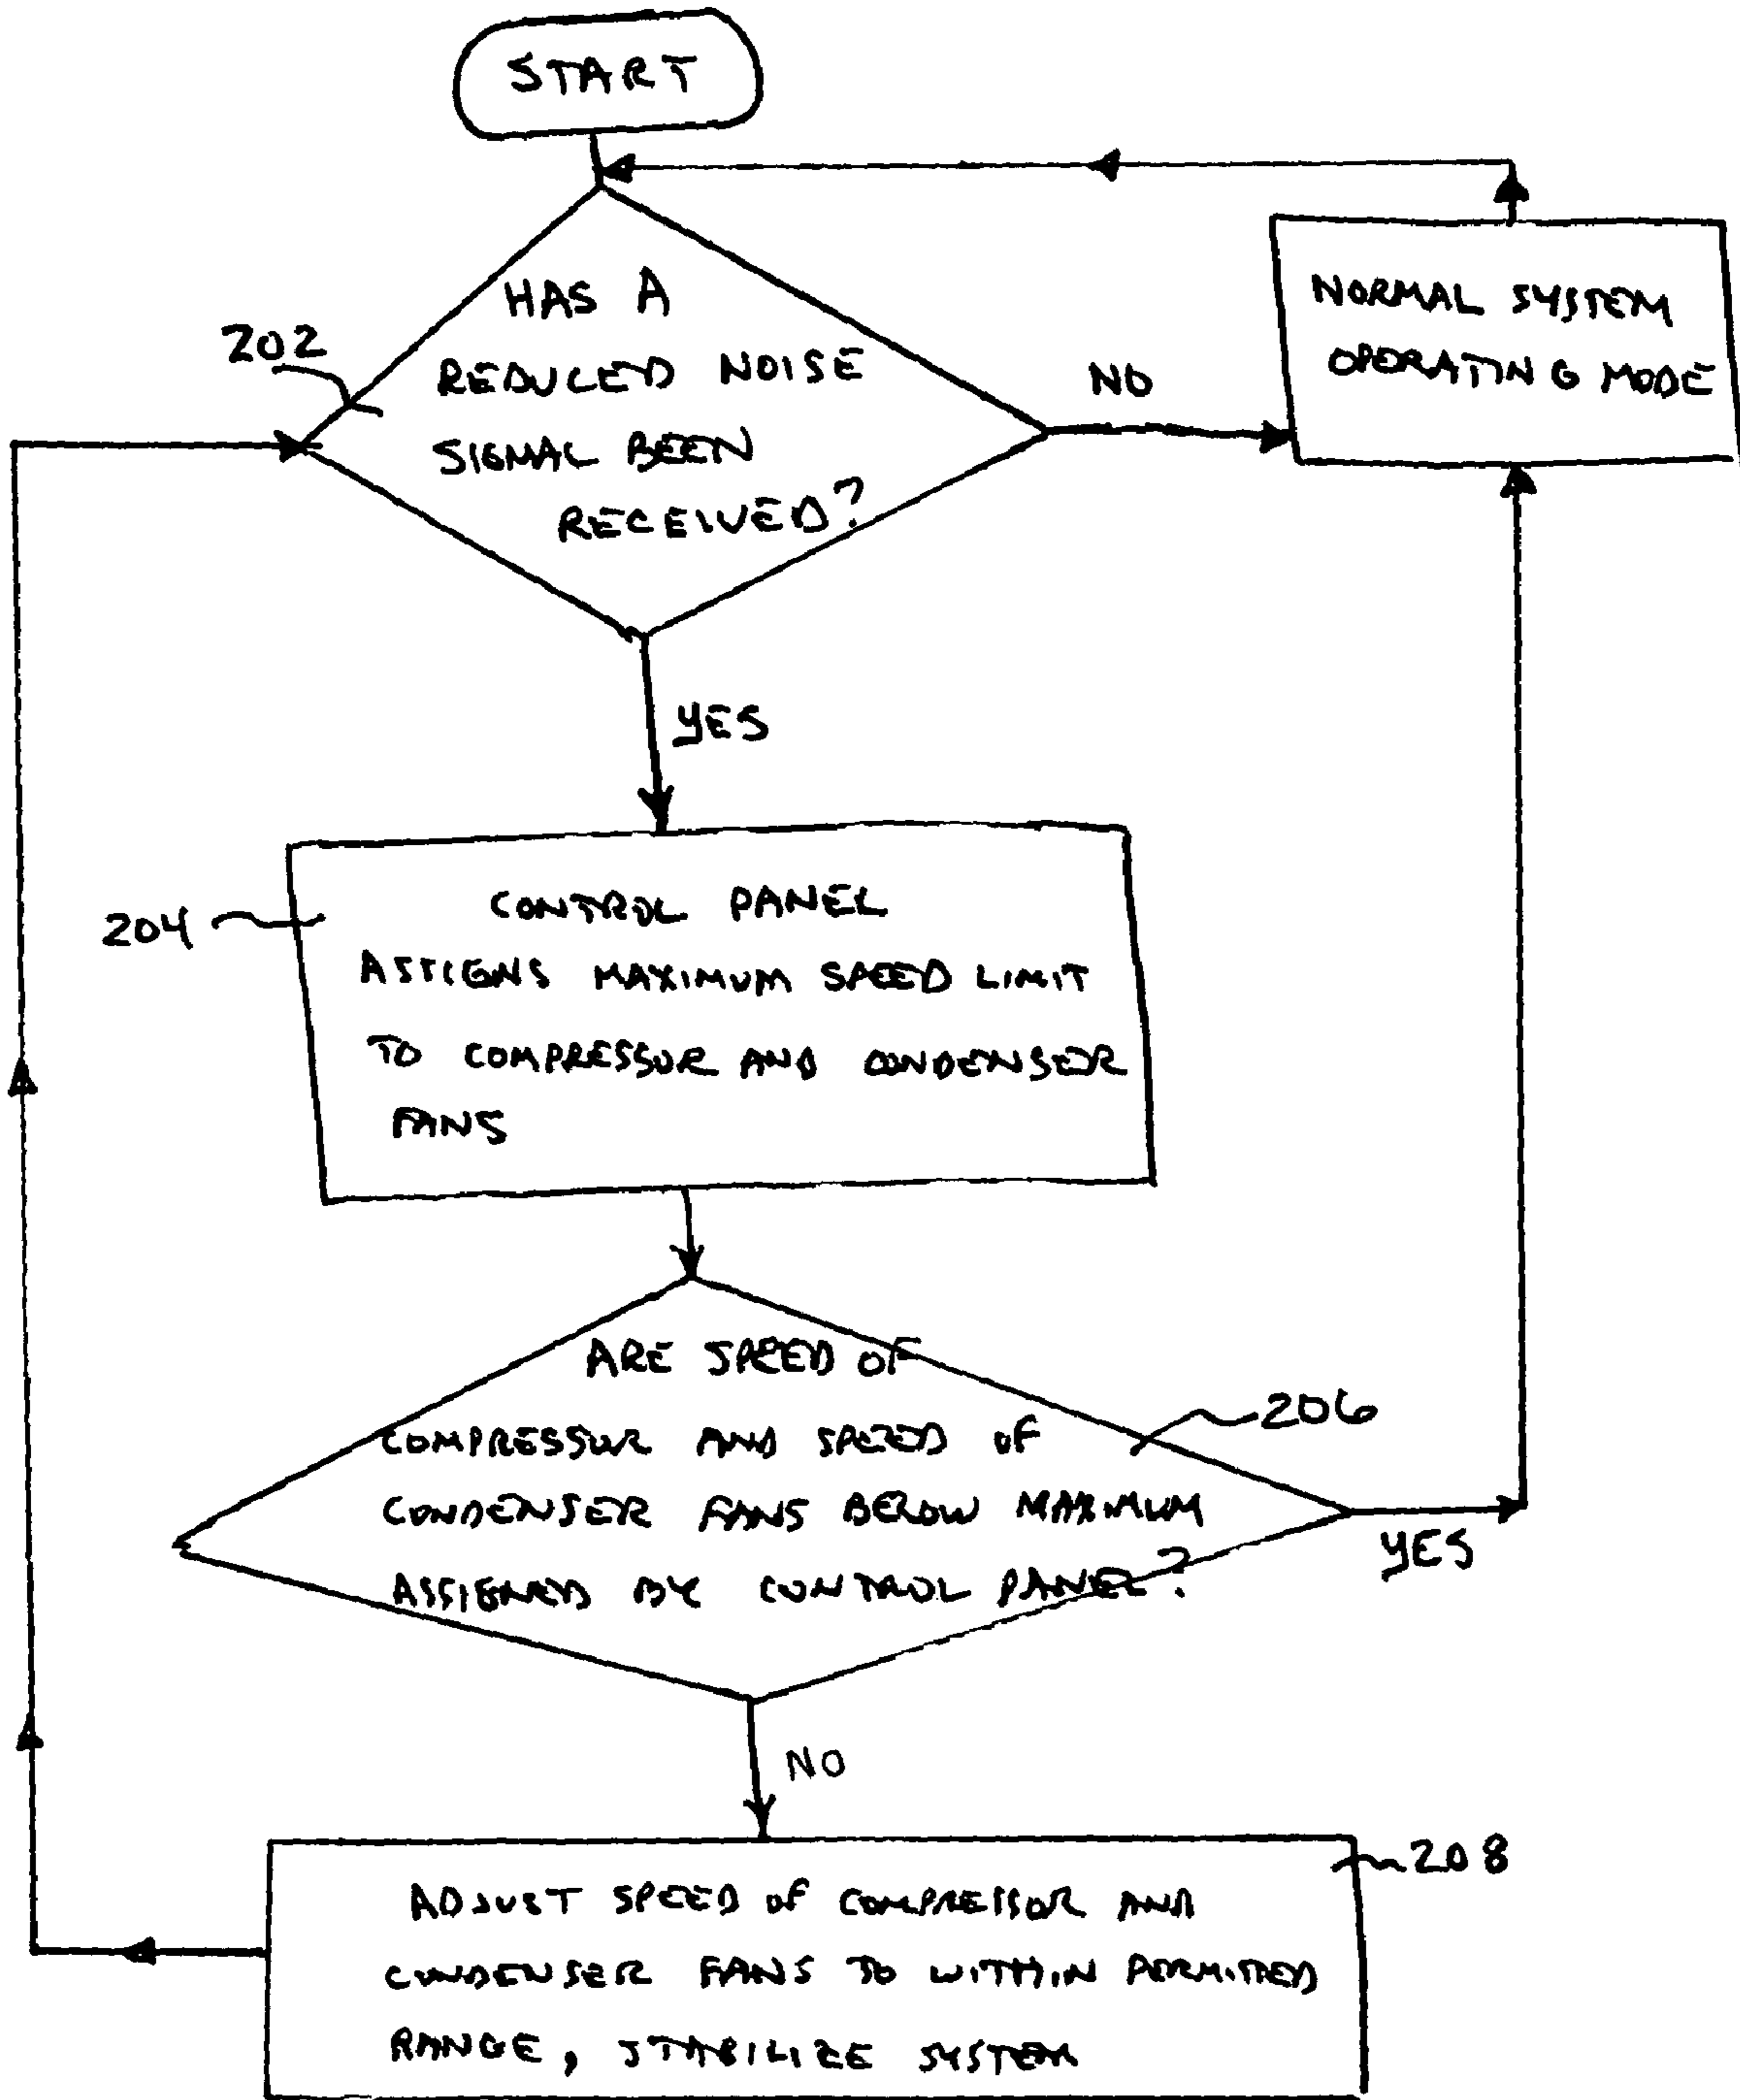 START
HAS A
REDUCED NOISE
SIGNAL BEEN
RECEIVED?
202
NO
NORMAL SYSTEM
OPERATING MODE
YES
204
CONTROL PANEL
ASSIGNS MAXIMUM SPEED LIMIT
TO COMPRESSOR AND CONDENSER
FANS
ARE SPEED OF
COMPRESSOR AND SPEED OF
CONDENSER FANS BELOW MAXIMUM
ASSIGNED BY CONTROL PANEL?
206
YES
NO
208
ADJUST SPEED OF COMPRESSOR AND
CONDENSER FANS TO WITHIN PERMITTED
RANGE, STABILIZE SYSTEM